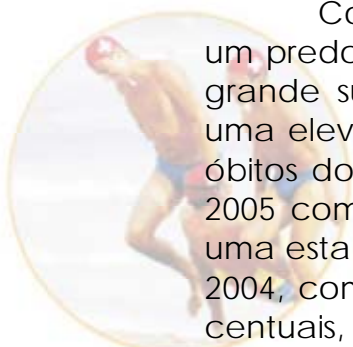 Co
um predo
grande su
uma elev
óbitos do
2005 com
uma esta
2004, con
centuais,